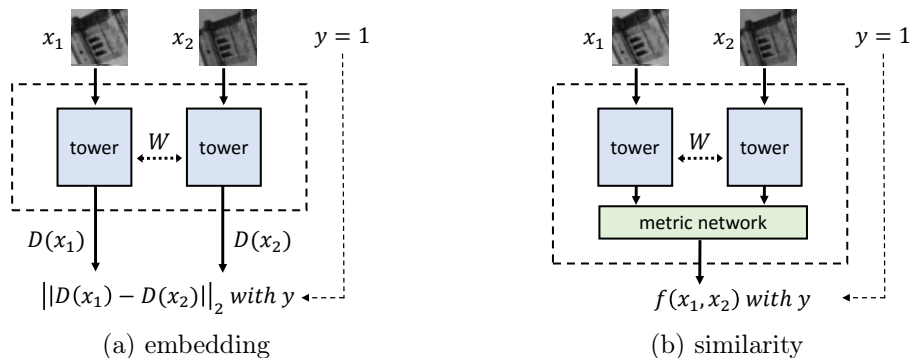 x₁ x₂ y = 1
tower W tower
D(x₁) D(x₂)
||D(x₁) − D(x₂)||₂ with y
(a) embedding
x₁ x₂ y = 1
tower W tower
metric network
f(x₁, x₂) with y
(b) similarity